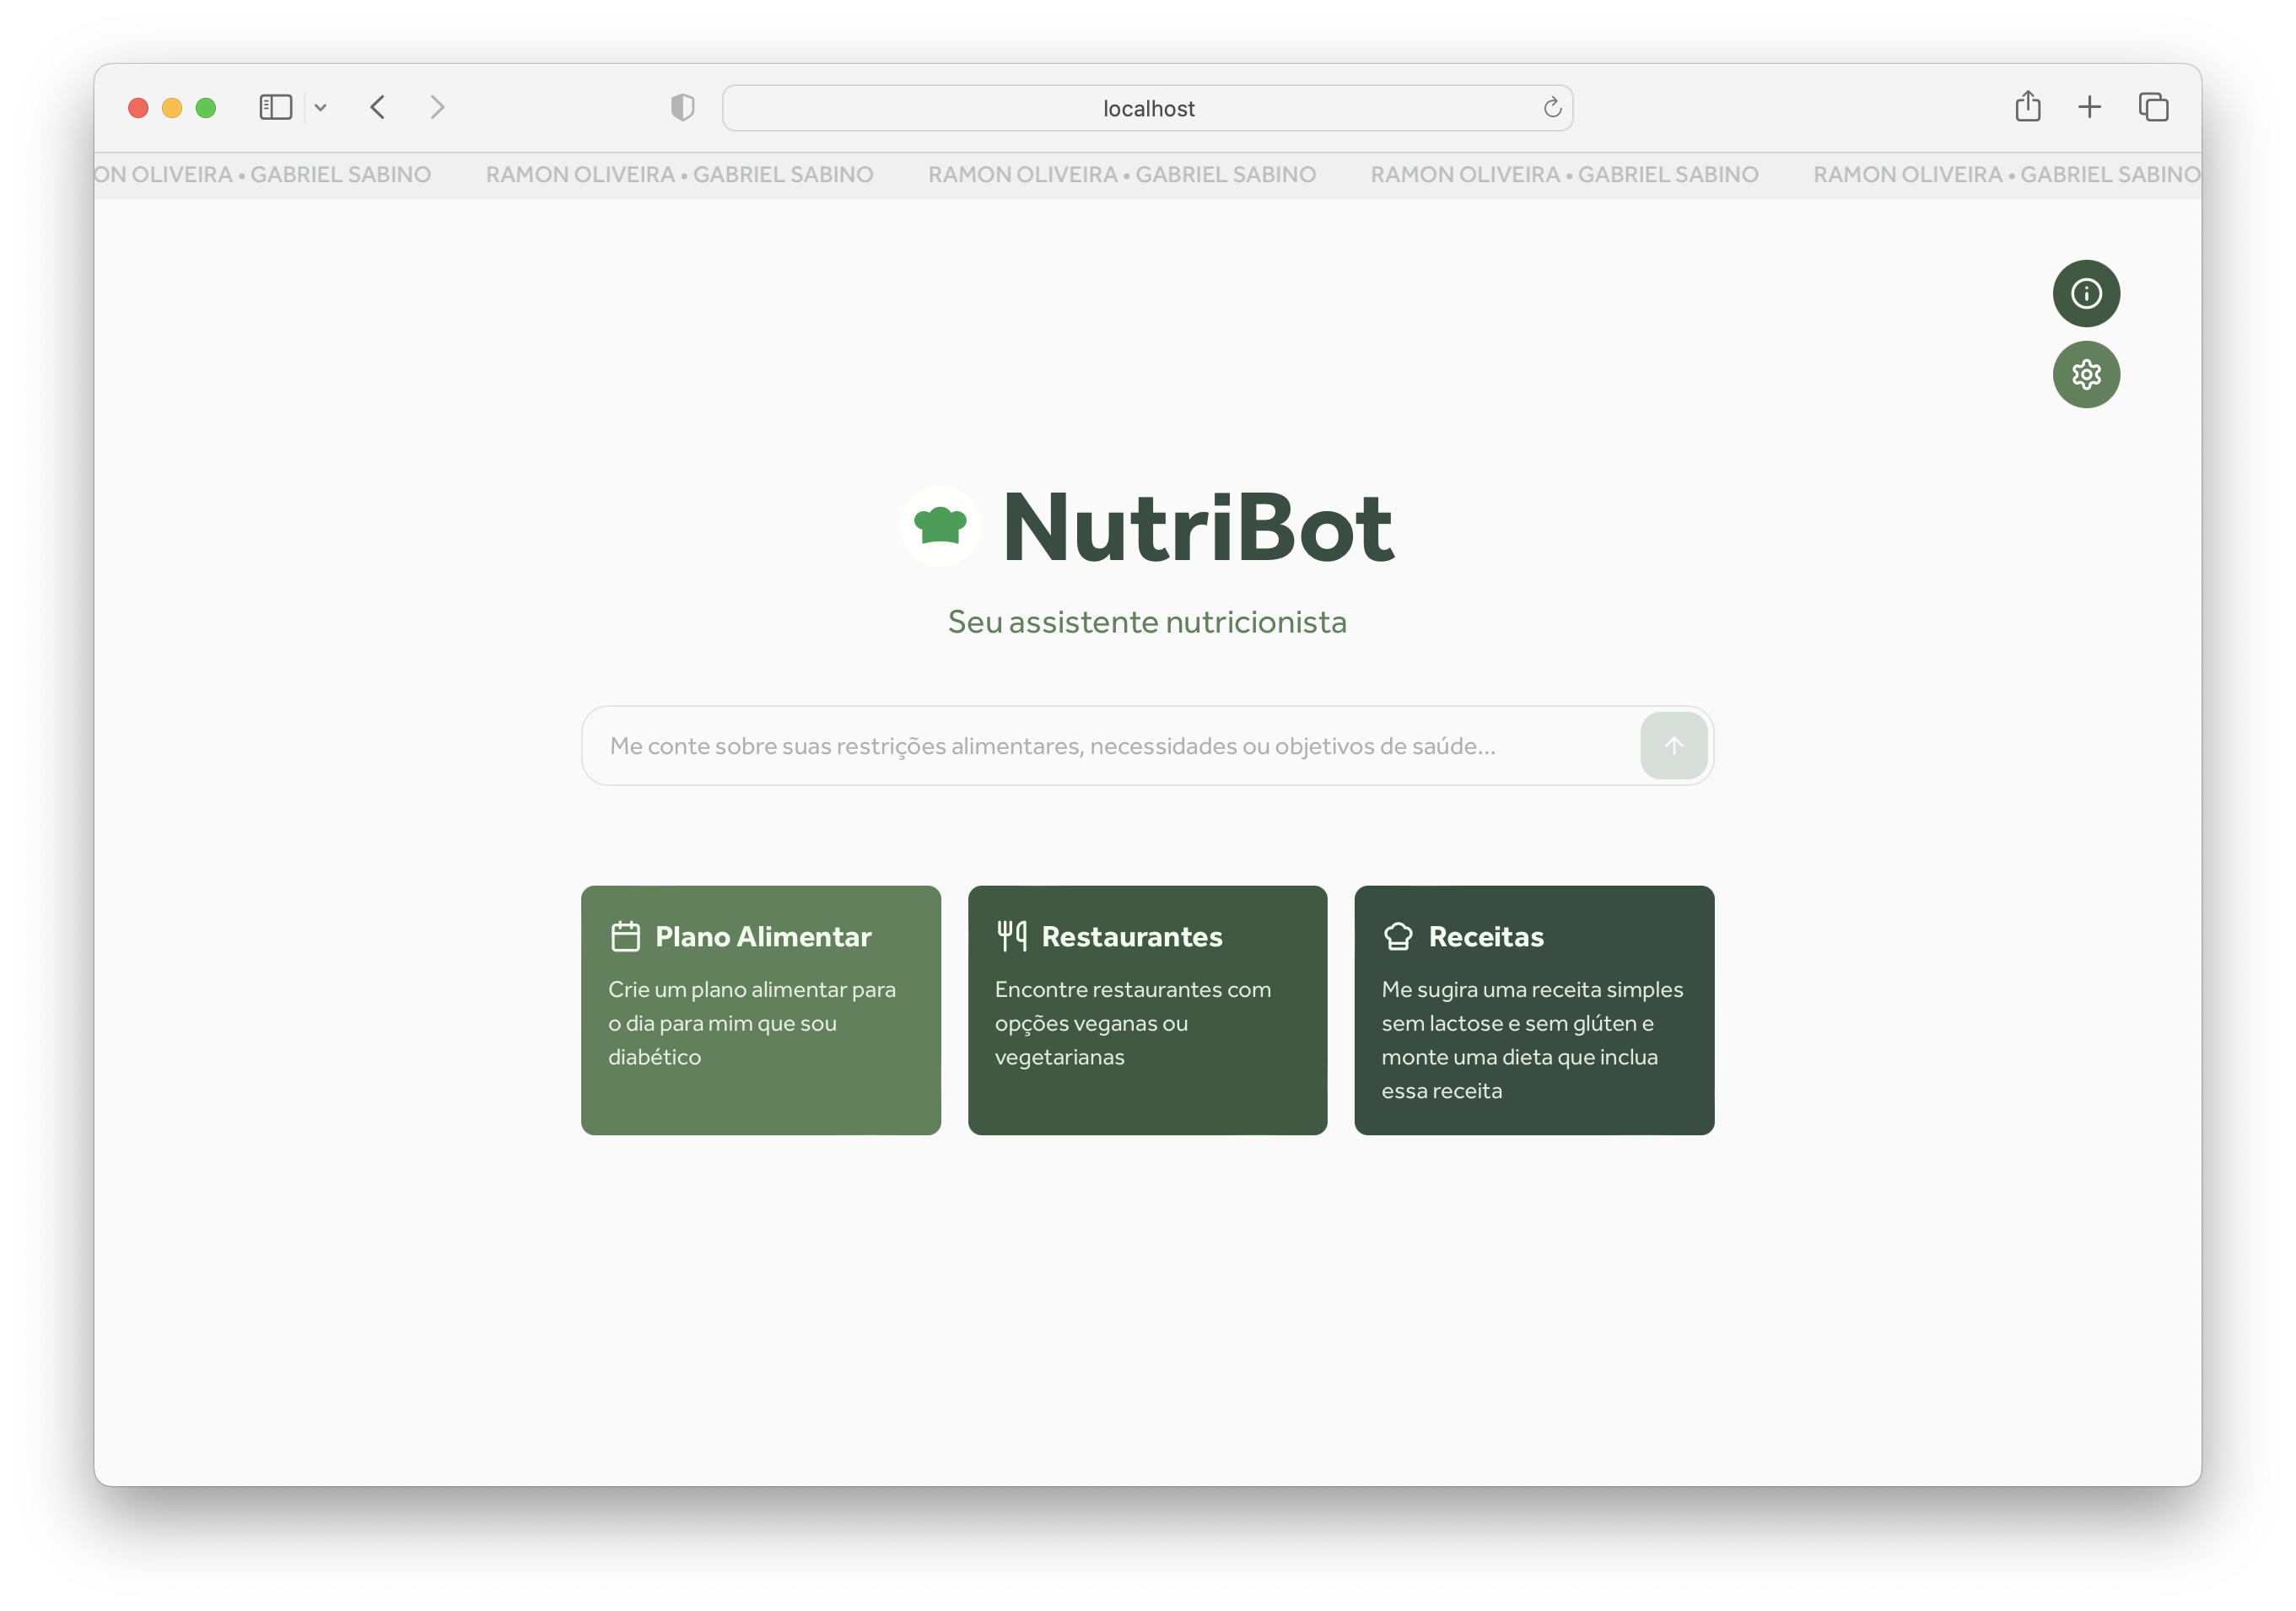 localhost
ON OLIVEIRA • GABRIEL SABINO RAMON OLIVEIRA • GABRIEL SABINO RAMON OLIVEIRA • GABRIEL SABINO RAMON OLIVEIRA • GABRIEL SABINO RAMON OLIVEIRA • GABRIEL SABINO
NutriBot
Seu assistente nutricionista
Me conte sobre suas restrições alimentares, necessidades ou objetivos de saúde...
Plano Alimentar
Crie um plano alimentar para
o dia para mim que sou
diabético
Restaurantes
Encontre restaurantes com
opções veganas ou
vegetarianas
Receitas
Me sugira uma receita simples
sem lactose e sem glúten e
monte uma dieta que inclua
essa receita